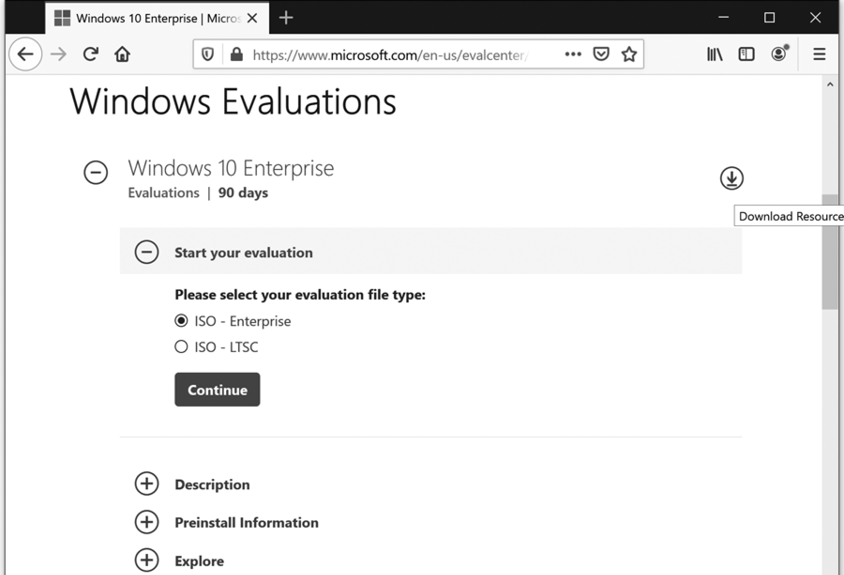 Windows 10 Enterprise | Micros
https://www.microsoft.com/en-us/evalcenter/
Windows Evaluations
Windows 10 Enterprise
Evaluations | 90 days
Download Resource
Start your evaluation
Please select your evaluation file type:
ISO - Enterprise
ISO - LTSC
Continue
Description
Preinstall Information
Explore